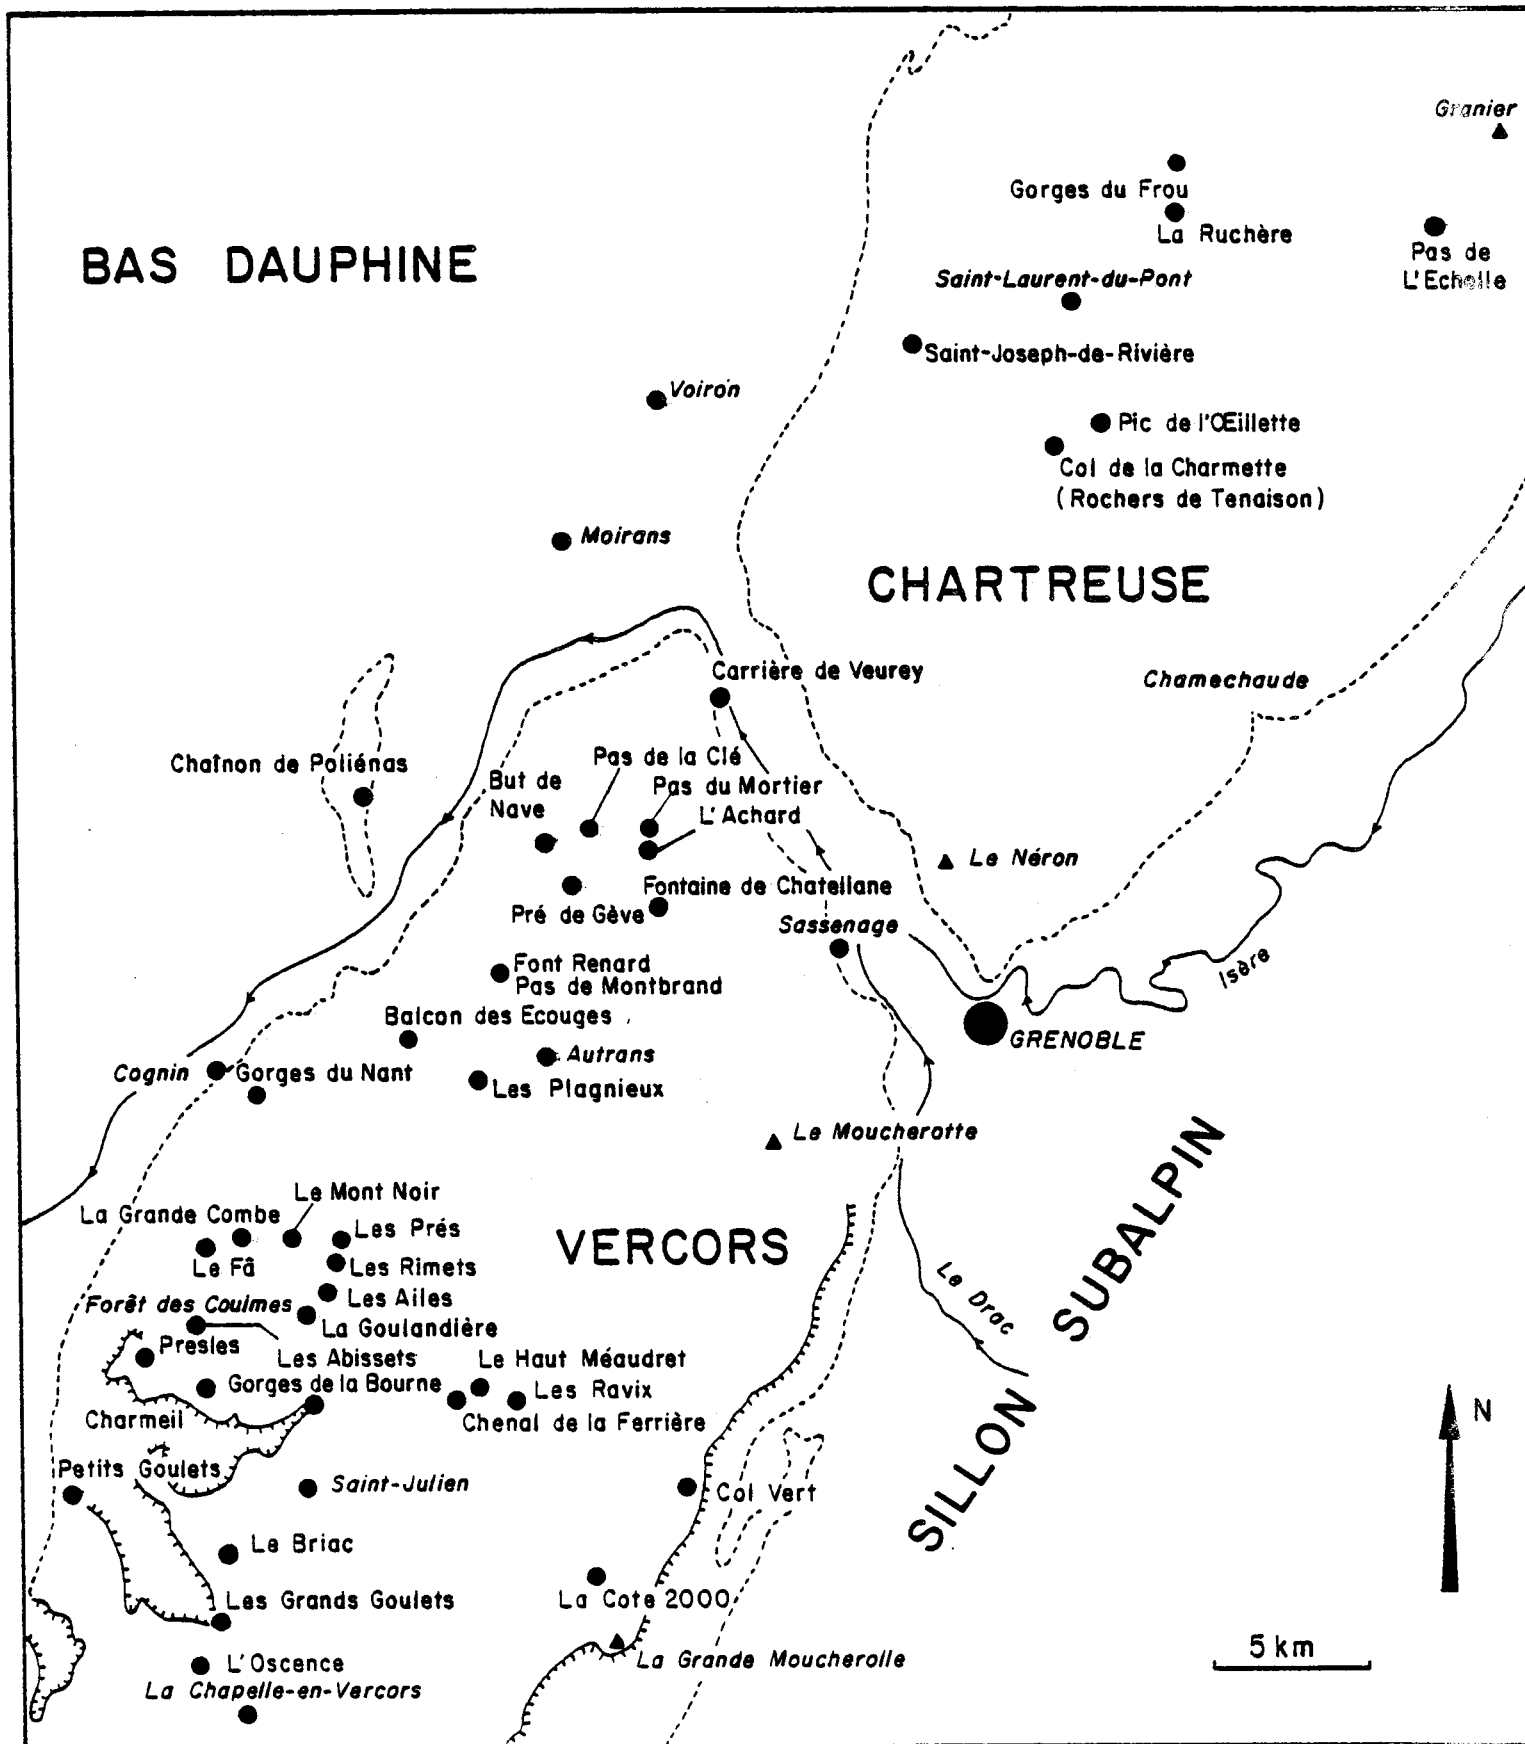 Granier
Gorges du Frou
La Ruchère
Pas de
L'Echelle
BAS DAUPHINE
Saint-Laurent-du-Pont
Saint-Joseph-de-Rivière
Voiron
Pic de l'Œillette
Col de la Charmette
(Rochers de Tenaison)
Moirans
CHARTREUSE
Carrière de Veurey
Chamechaude
Chaînon de Poliénas
Pas de la Clé
But de
Nave
Pas du Mortier
L'Achard
Le Néron
Fontaine de Chatellane
Pré de Gève
Sassenage
Font Renard
Pas de Montbrand
Isère
Balcon des Ecouges
GRENOBLE
Autrans
Cognin
Gorges du Nant
Les Plagnieux
Le Moucherotte
SILLON SUBALPIN
Le Mont Noir
La Grande Combe
Les Prés
VERCORS
Le Fâ
Les Rimets
Le Drac
Les Ailes
Forêt des Coulmes
La Goulandière
Presles
Les Abissets
Le Haut Méaudret
Gorges de la Bourne
Les Ravix
Charmeil
Chenal de la Ferrière
N
Petits Goulets
Saint-Julien
Col Vert
Le Briac
Les Grands Goulets
La Cote 2000
5 km
L'Oscence
La Grande Moucherolle
La Chapelle-en-Vercors